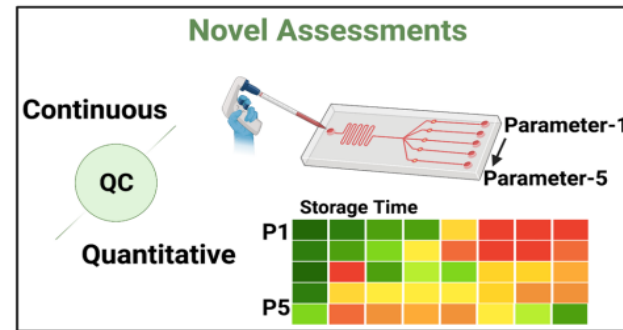 Novel Assessments
Continuous
QC
Quantitative
Parameter-1
Parameter-5
Storage Time
P1
P5